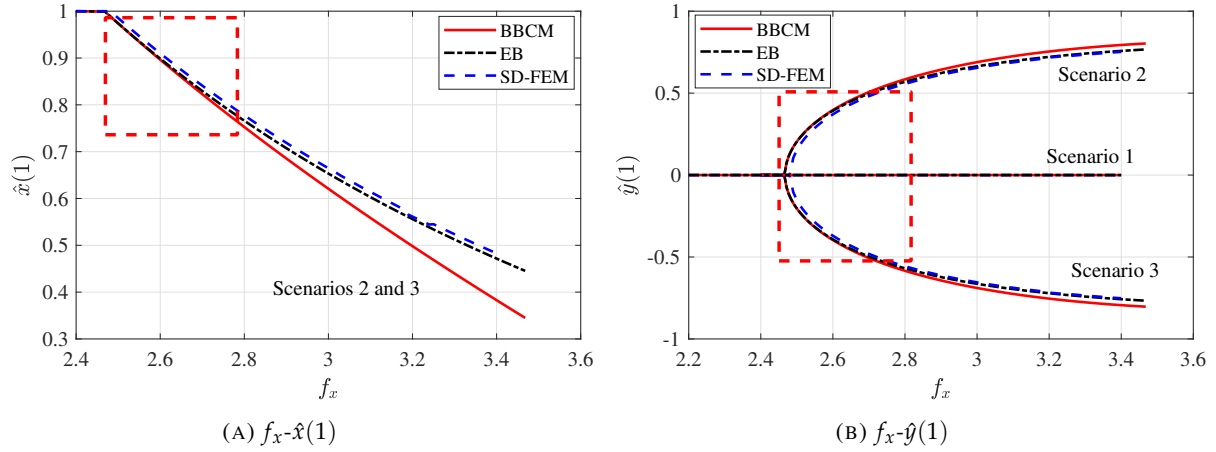 1
0.9
0.8
0.7
0.6
0.5
0.4
0.3
x̂(1)
BBCM
EB
SD-FEM
Scenarios 2 and 3
2.4 2.6 2.8 3 3.2 3.4 3.6
f_x
(A) f_x-x̂(1)
1
0.5
0
-0.5
-1
ŷ(1)
BBCM
EB
SD-FEM
Scenario 2
Scenario 1
Scenario 3
2.2 2.4 2.6 2.8 3 3.2 3.4 3.6
f_x
(B) f_x-ŷ(1)